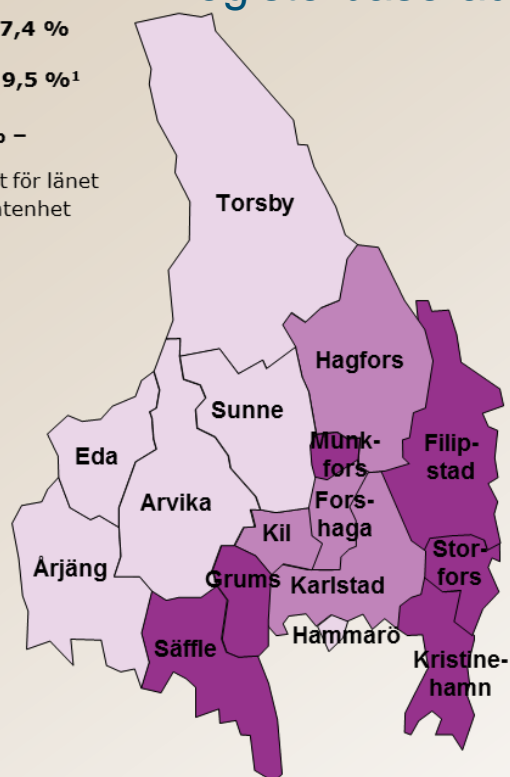 7,4 %
9,5 %¹
–
t för länet
Torsby
Hagfors
Sunne
Munk-
fors
Filip-
stad
Eda
Arvika
Fors-
haga
Kil
Stor-
fors
Årjäng
Grums
Karlstad
Hammarö
Säffle
Kristine-
hamn